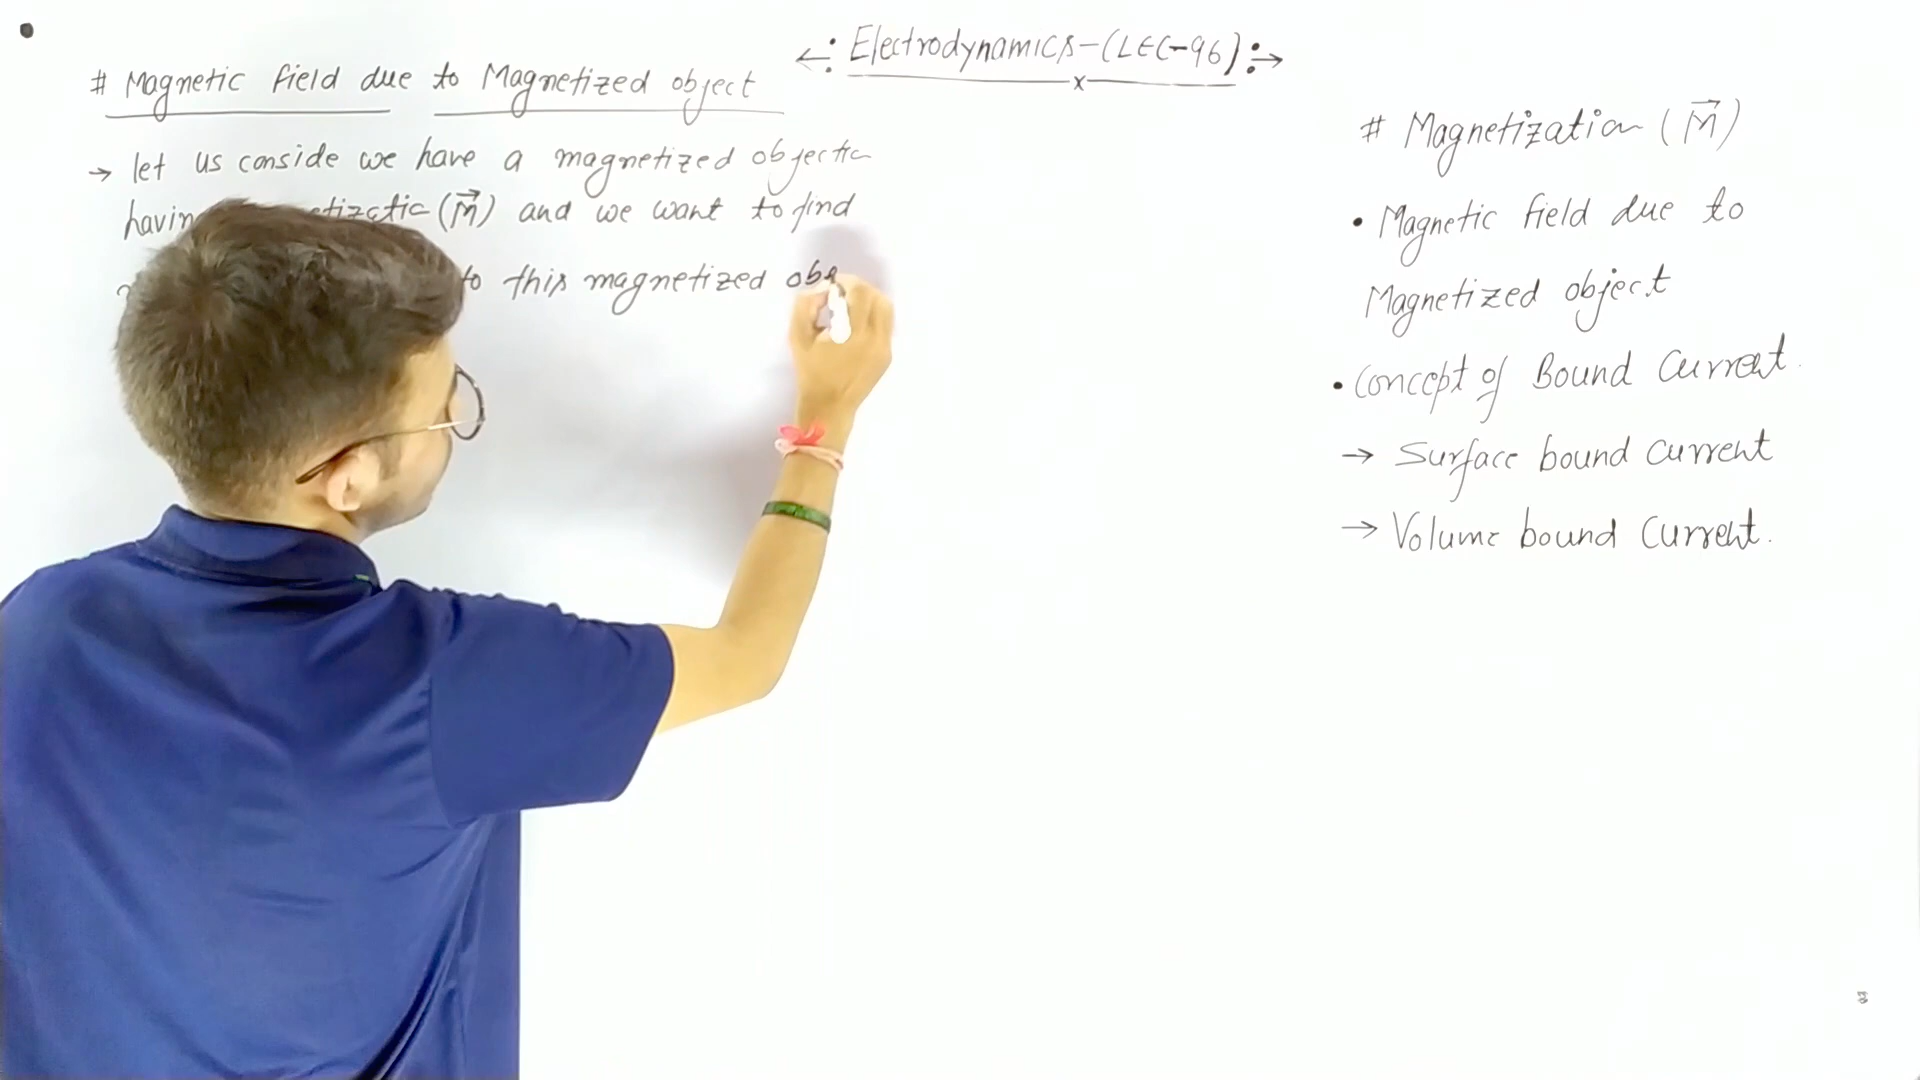 ←: Electrodynamics-(LEC-96) :→
# Magnetic field due to Magnetized object
→ let us conside we have a magnetized object
having (M⃗) and we want to find
to this magnetized obj
# Magnetization (M⃗)
• Magnetic field due to
Magnetized object
• Concept of Bound Current.
→ Surface bound current
→ Volume bound current.